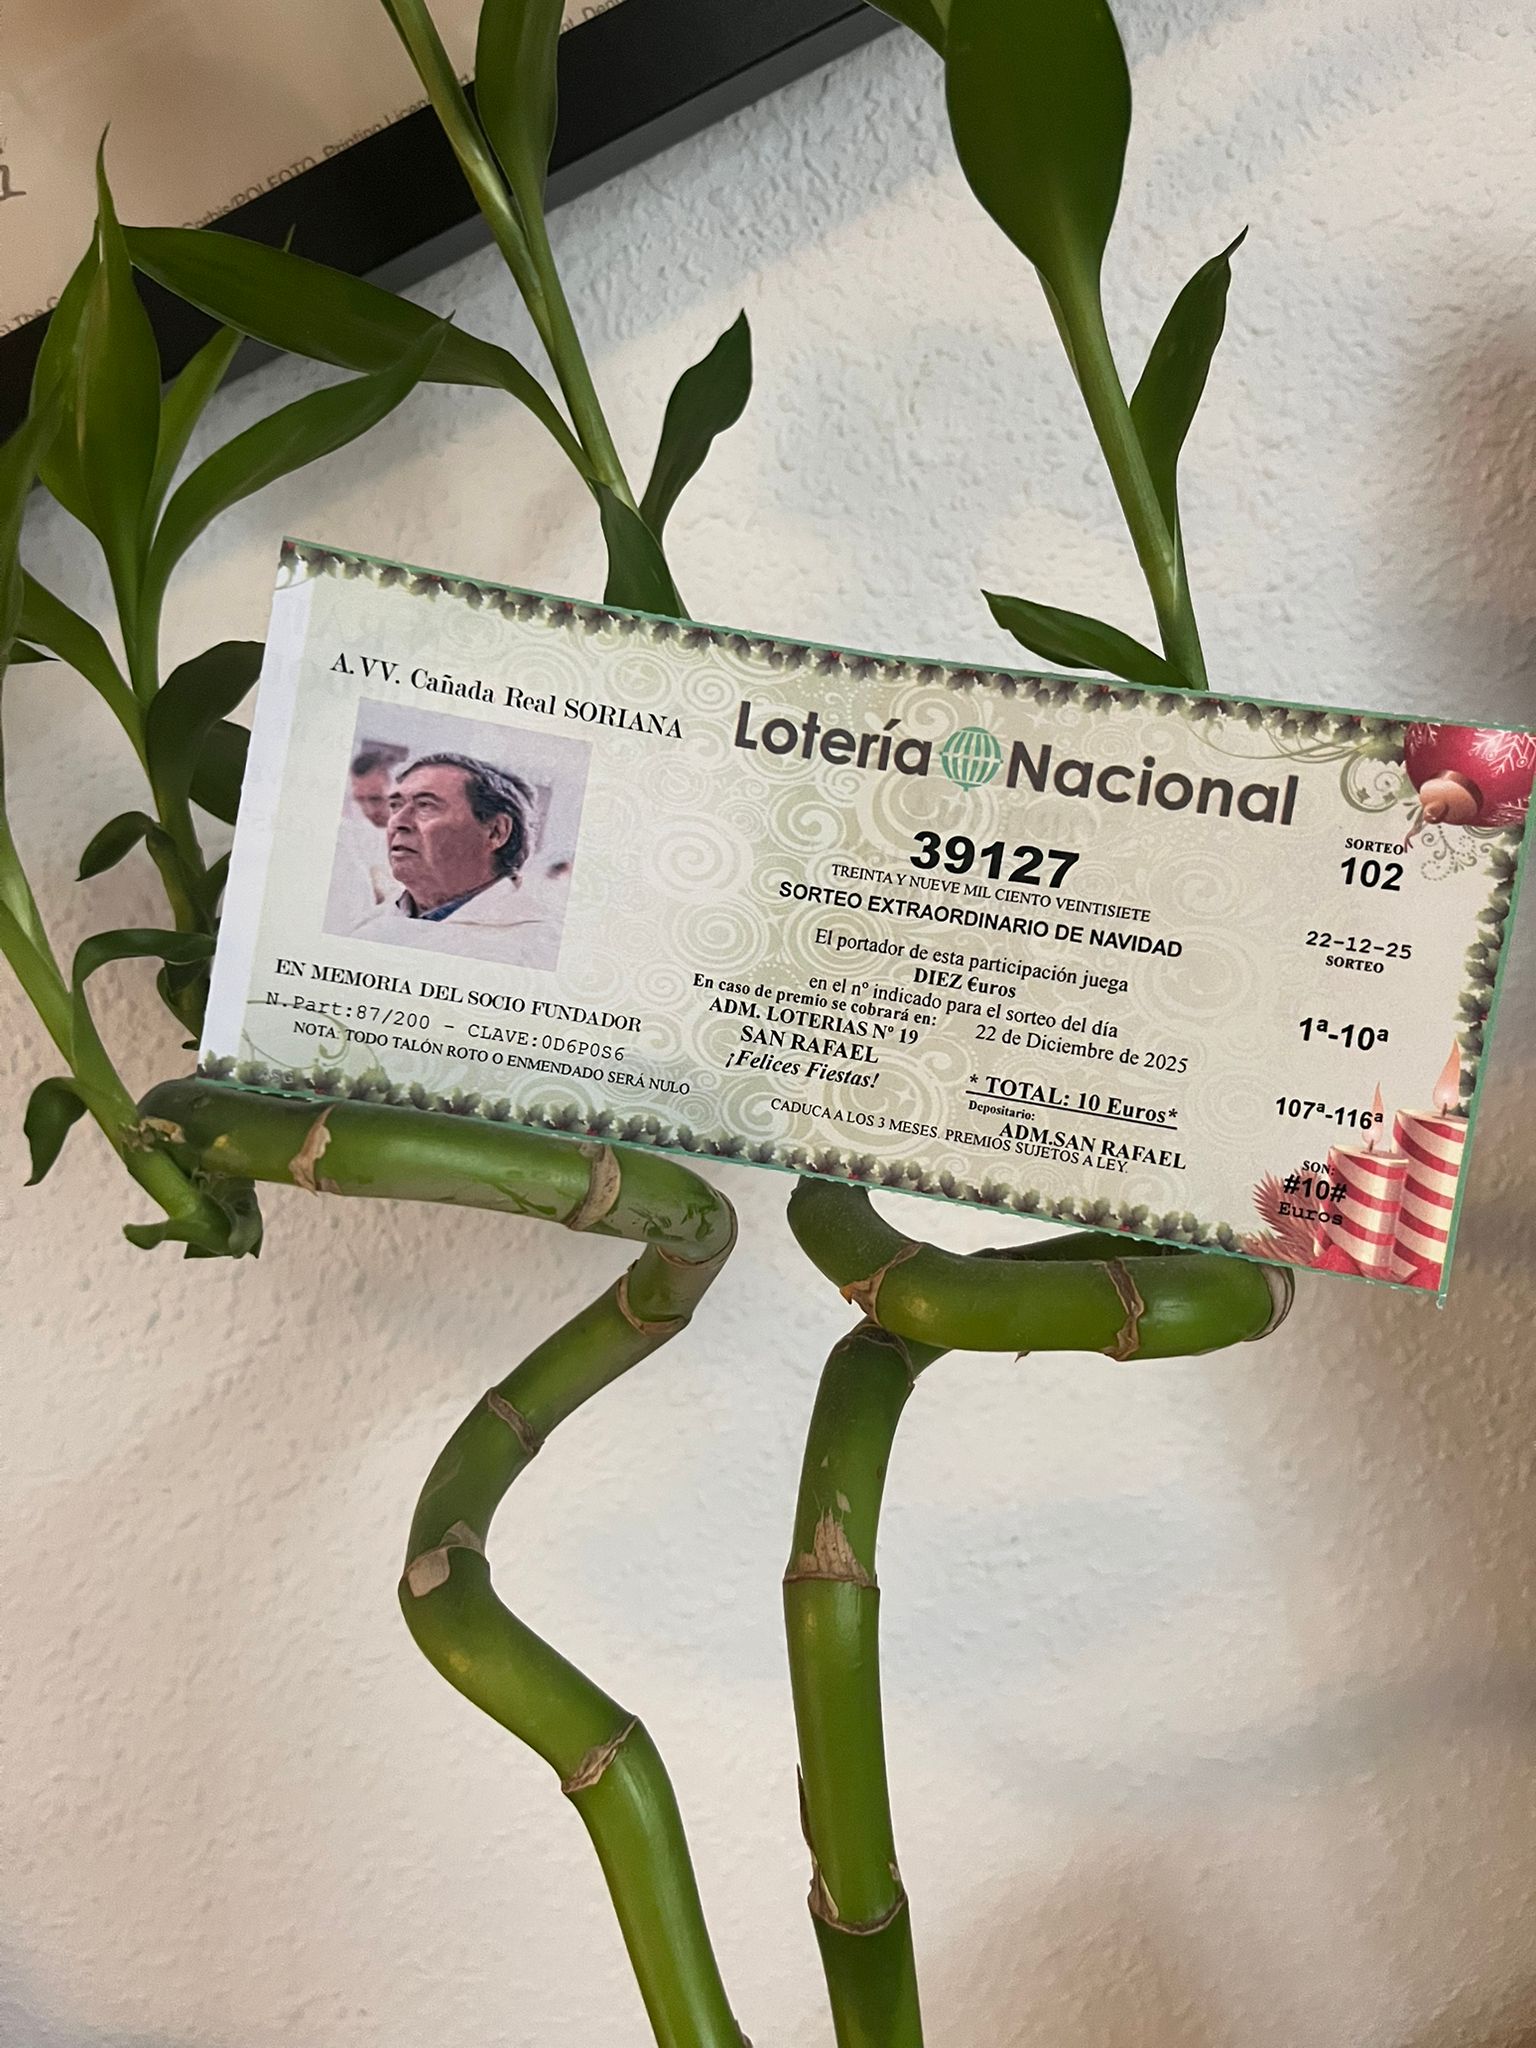 Corbis/POLFOTO, Printing Licen
A.VV. Cañada Real SORIANA
EN MEMORIA DEL SOCIO FUNDADOR
N.Part:87/200 - CLAVE:0D6P0S6
NOTA: TODO TALÓN ROTO O ENMENDADO SERÁ NULO
Lotería Nacional
39127
TREINTA Y NUEVE MIL CIENTO VEINTISIETE
SORTEO EXTRAORDINARIO DE NAVIDAD
El portador de esta participación juega
DIEZ €uros
en el nº indicado para el sorteo del día
22 de Diciembre de 2025
En caso de premio se cobrará en:
ADM. LOTERIAS Nº 19
SAN RAFAEL
¡Felices Fiestas!
* TOTAL: 10 Euros*
Depositario:
ADM.SAN RAFAEL
CADUCA A LOS 3 MESES. PREMIOS SUJETOS A LEY.
SORTEO
102
22-12-25
SORTEO
1ª-10ª
107ª-116ª
SON:
#10#
Euros